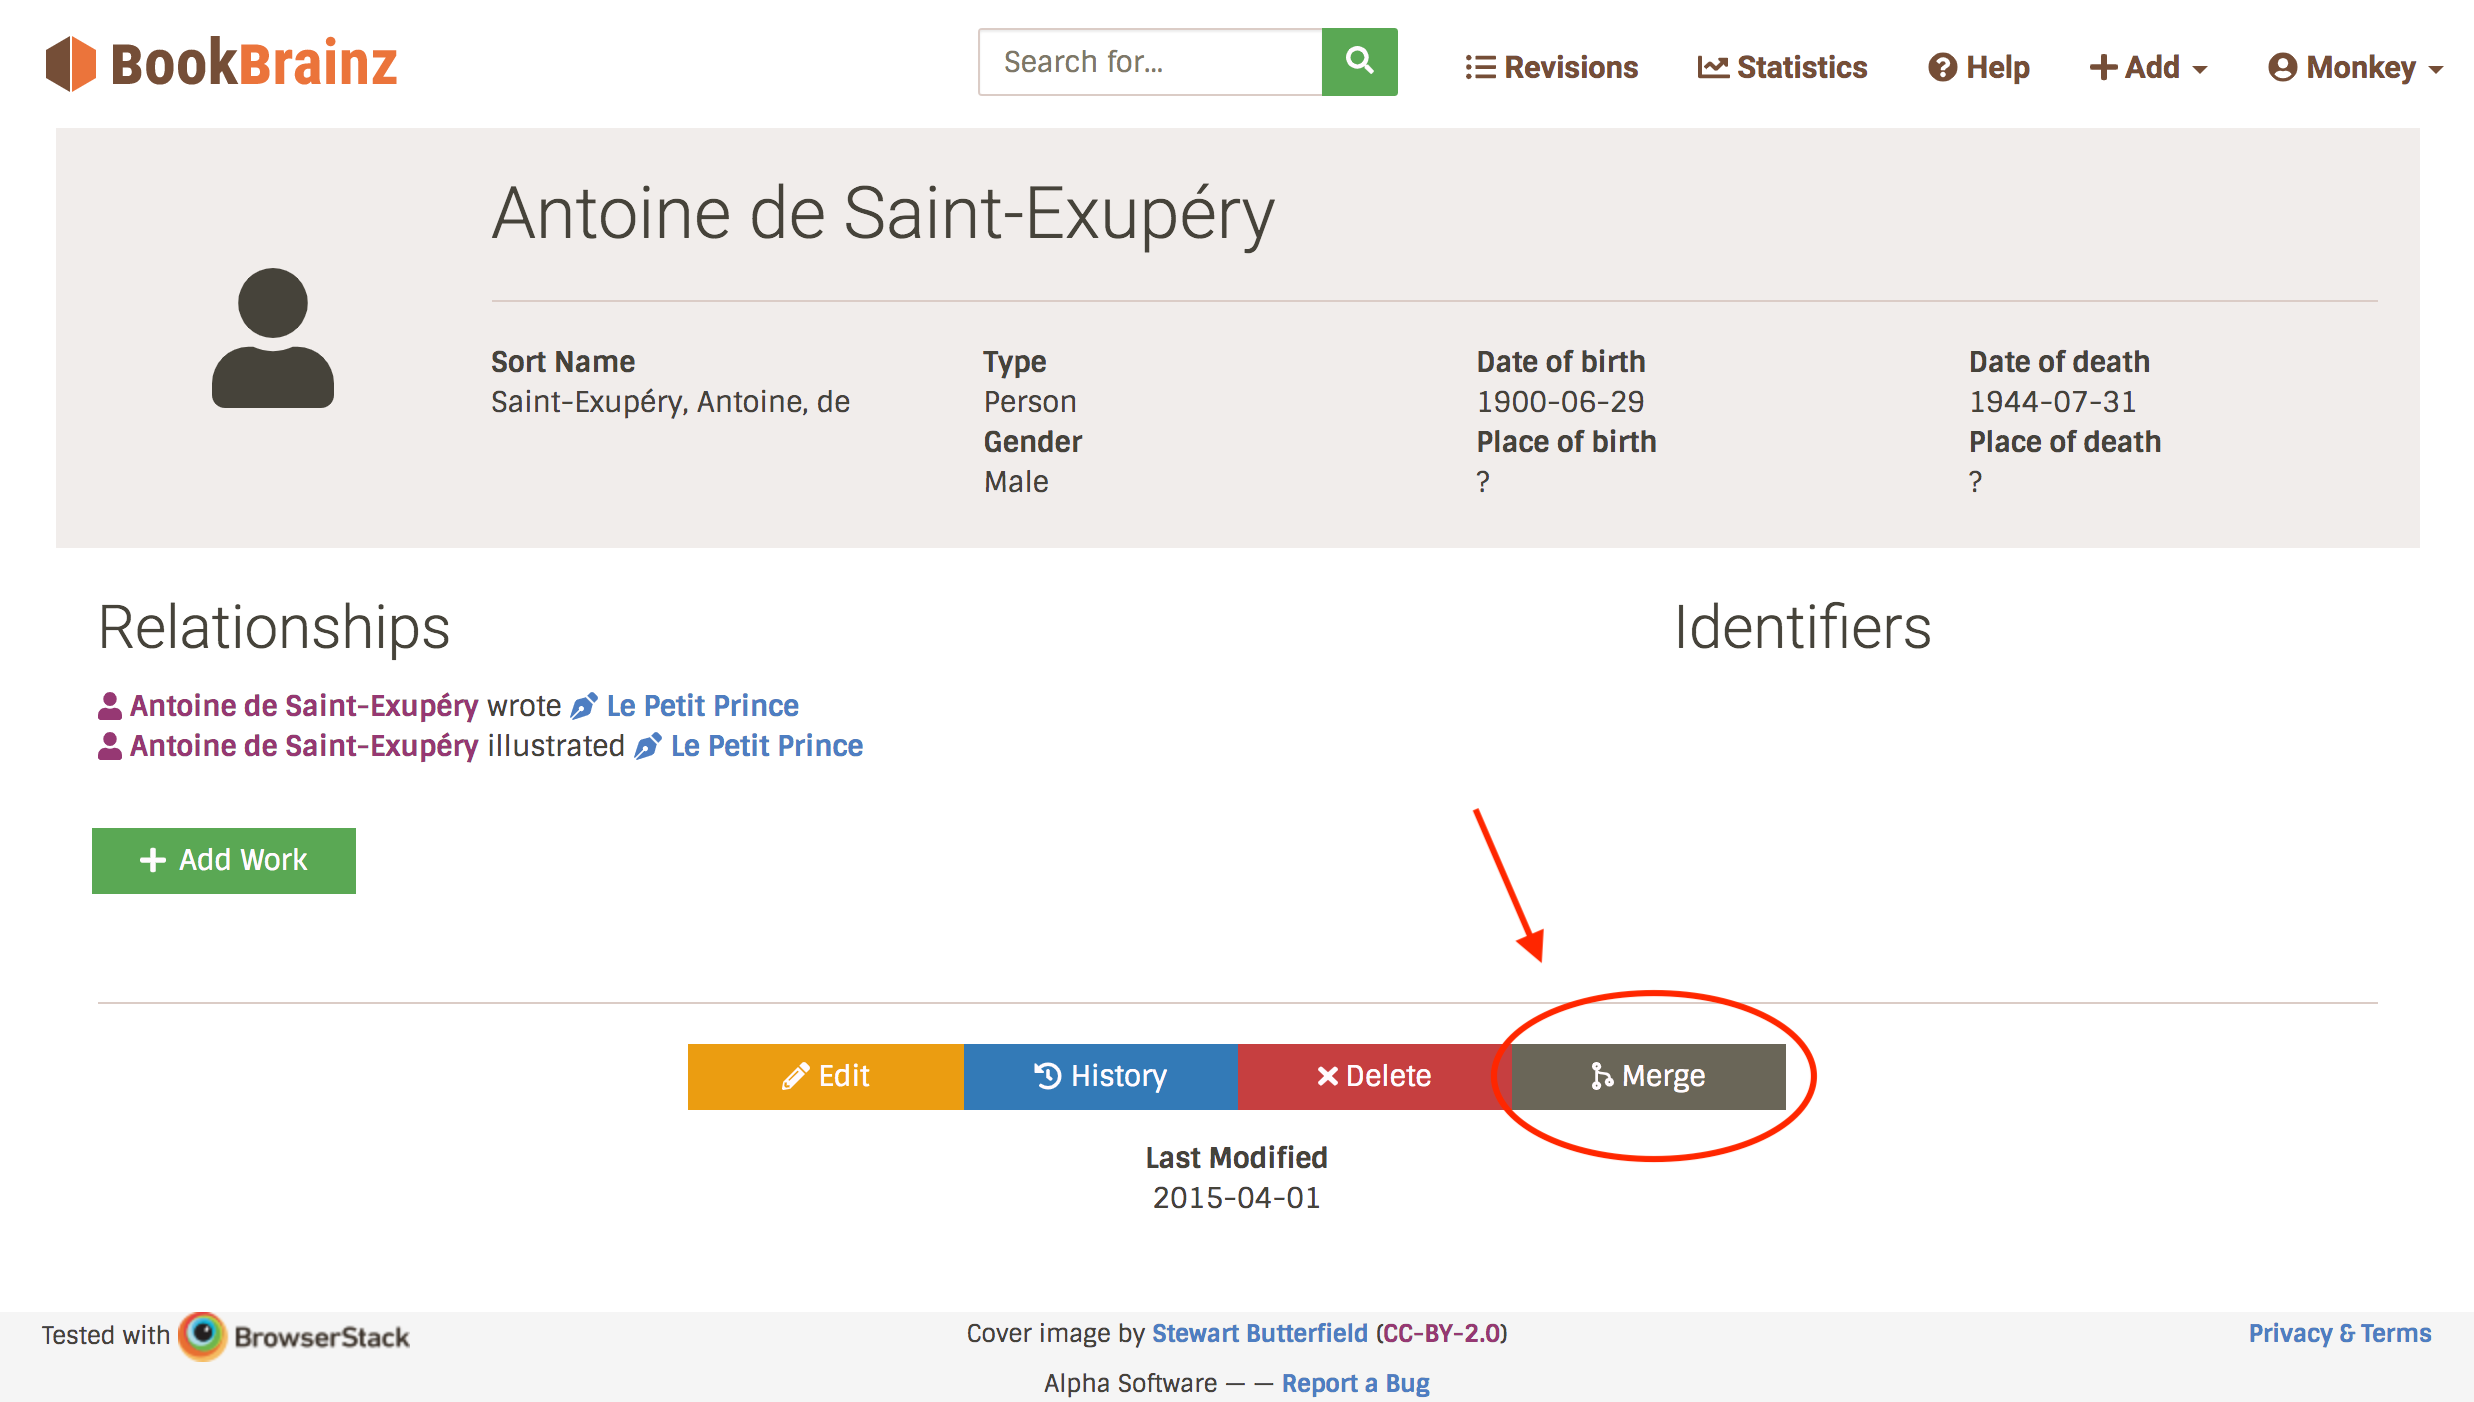 BookBrainz
Search for...
Revisions
Statistics
Help
Add
Monkey
Antoine de Saint-Exupéry
Sort Name
Saint-Exupéry, Antoine, de
Type
Person
Gender
Male
Date of birth
1900-06-29
Place of birth
?
Date of death
1944-07-31
Place of death
?
Relationships
Antoine de Saint-Exupéry wrote Le Petit Prince
Antoine de Saint-Exupéry illustrated Le Petit Prince
Add Work
Identifiers
Edit
History
Delete
Merge
Last Modified
2015-04-01
Tested with BrowserStack
Cover image by Stewart Butterfield (CC-BY-2.0)
Alpha Software — — Report a Bug
Privacy & Terms